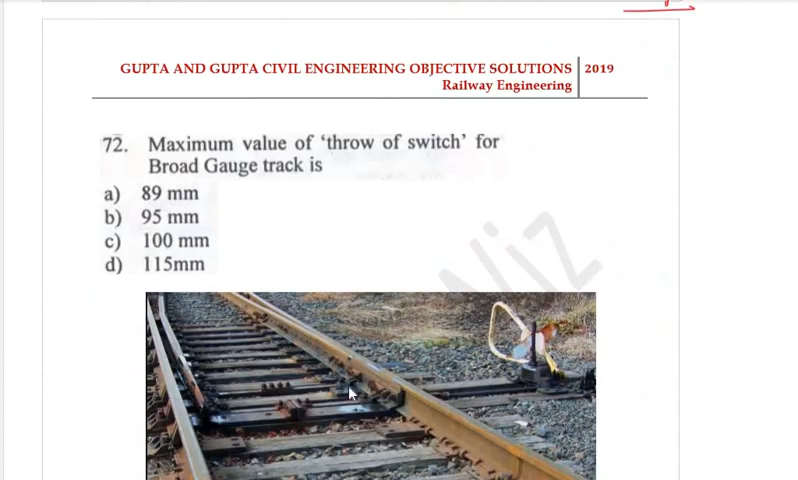 GUPTA AND GUPTA CIVIL ENGINEERING OBJECTIVE SOLUTIONS 2019
Railway Engineering
72. Maximum value of ‘throw of switch’ for
Broad Gauge track is
a) 89 mm
b) 95 mm
c) 100 mm
d) 115mm